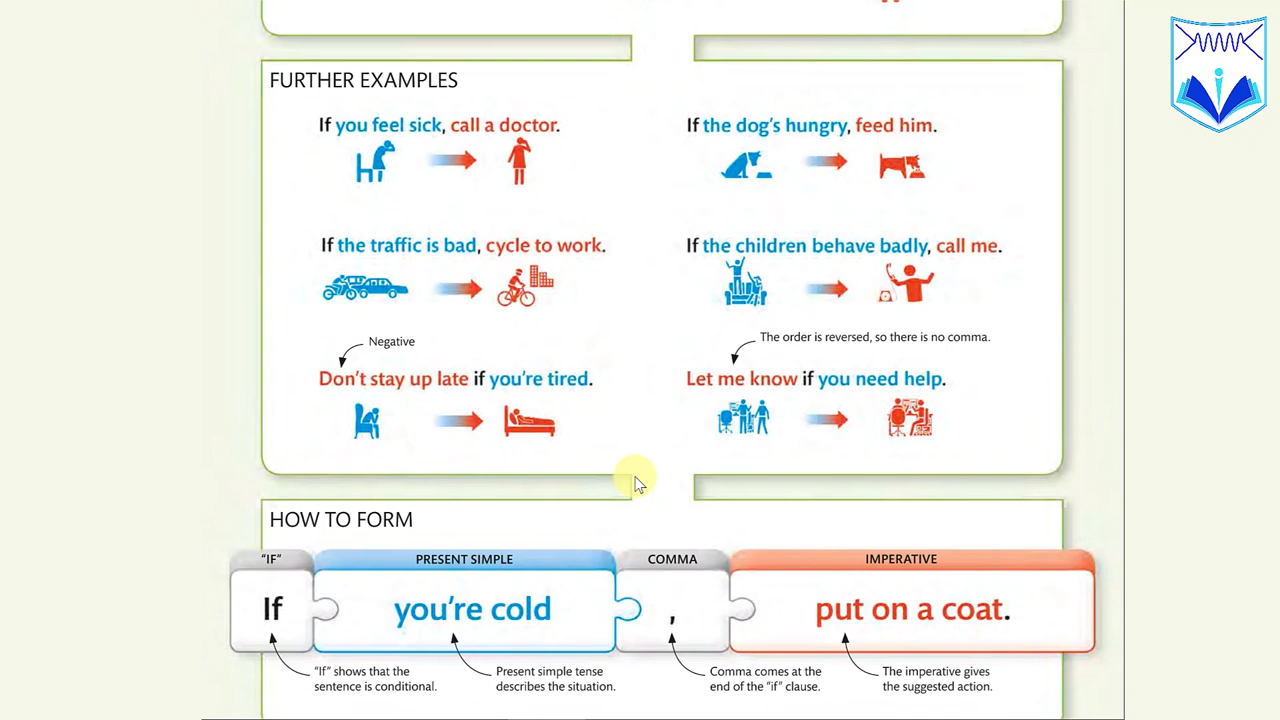 FURTHER EXAMPLES
If you feel sick, call a doctor.
If the dog's hungry, feed him.
If the traffic is bad, cycle to work.
If the children behave badly, call me.
Negative
Don't stay up late if you're tired.
The order is reversed, so there is no comma.
Let me know if you need help.
HOW TO FORM
"IF"
PRESENT SIMPLE
COMMA
IMPERATIVE
If
you're cold
,
put on a coat.
"If" shows that the
sentence is conditional.
Present simple tense
describes the situation.
Comma comes at the
end of the "if" clause.
The imperative gives
the suggested action.